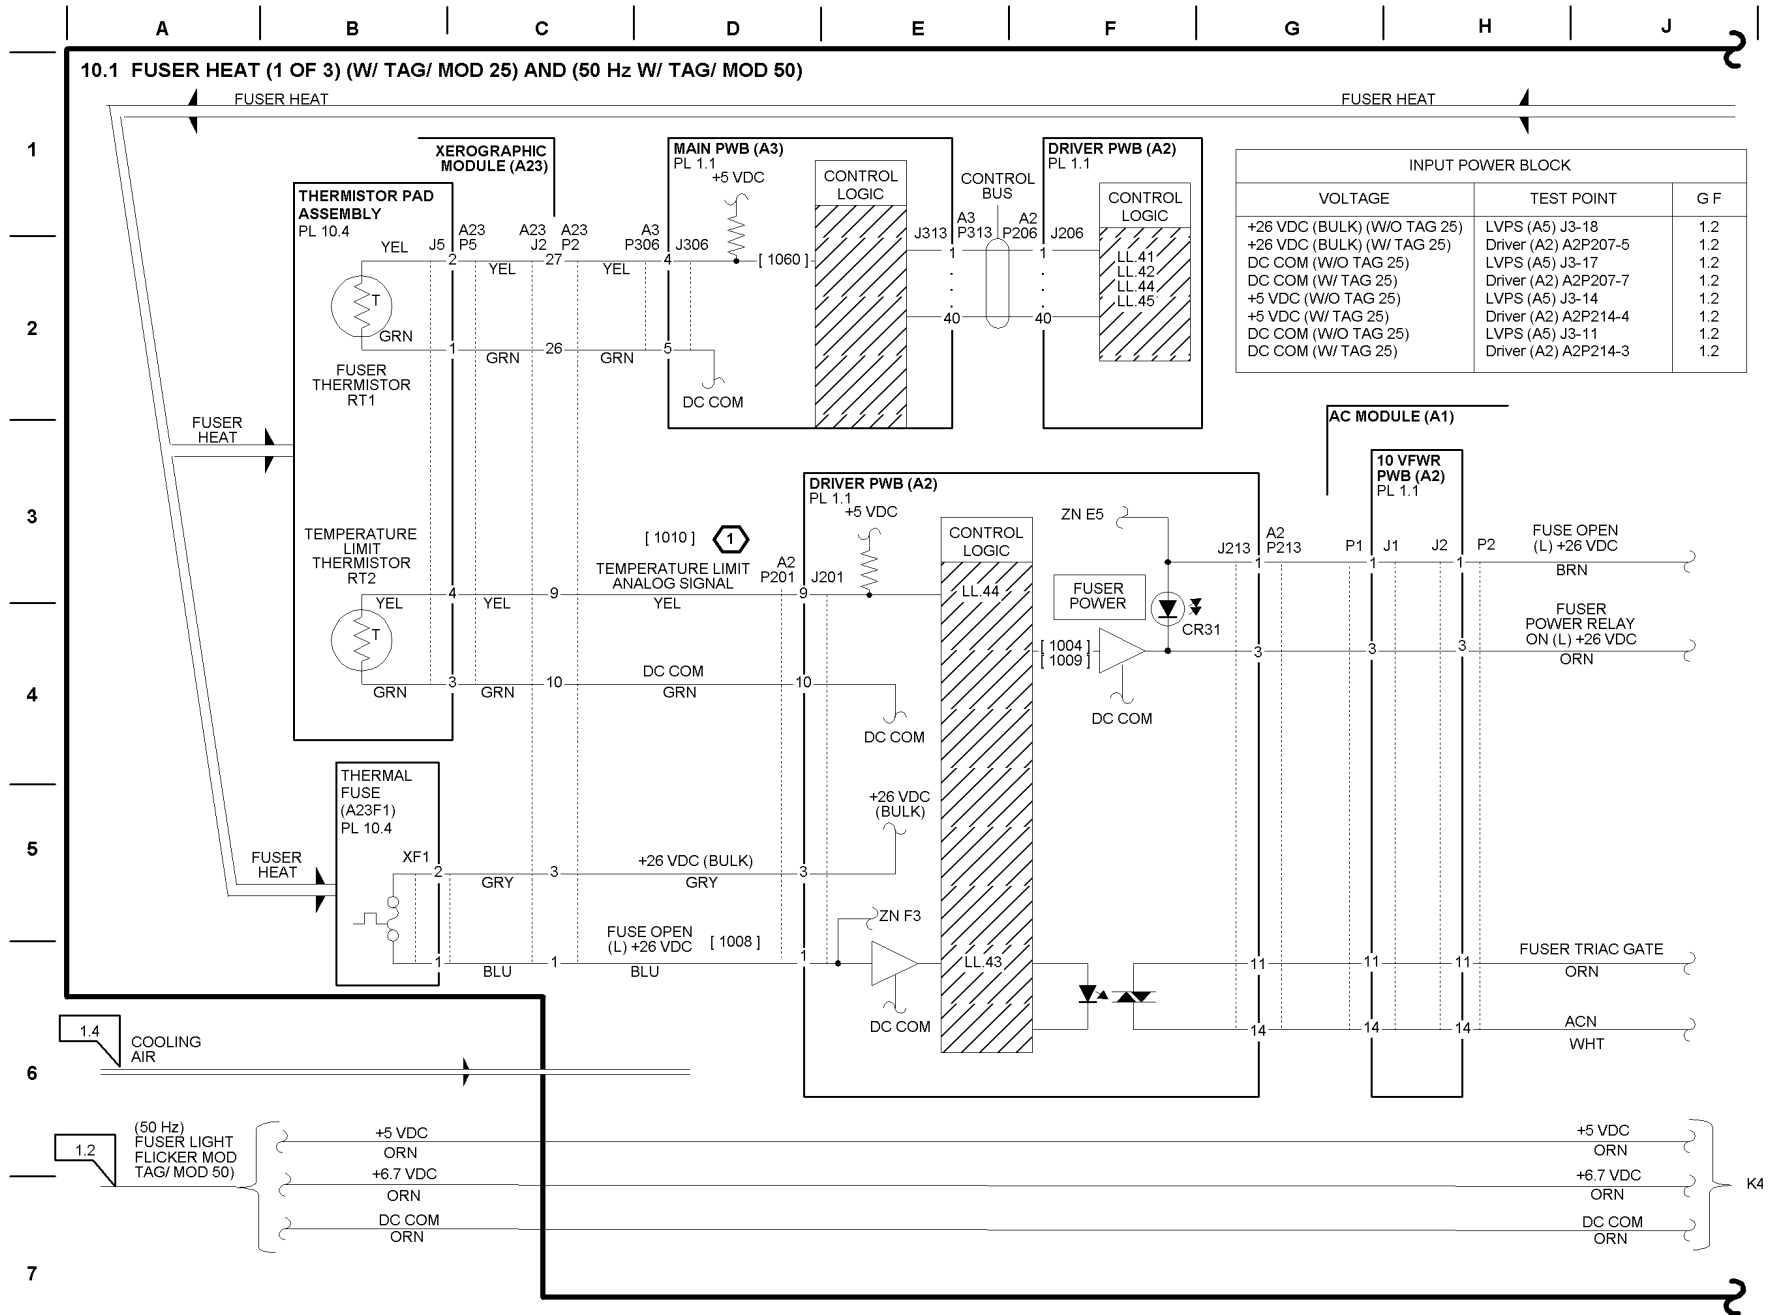 A B C D E F G H J
10.1 FUSER HEAT (1 OF 3) (W/ TAG/ MOD 25) AND (50 Hz W/ TAG/ MOD 50)
FUSER HEAT
FUSER HEAT
1
2
3
4
5
6
7
XEROGRAPHIC
MODULE (A23)
THERMISTOR PAD
ASSEMBLY
PL 10.4
YEL
J5
A23
P5
A23
J2
A23
P2
A3
P306
J306
2
YEL
27
YEL
4
T
GRN
1
GRN
26
GRN
5
FUSER
THERMISTOR
RT1
MAIN PWB (A3)
PL 1.1
+5 VDC
[ 1060 ]
DC COM
CONTROL
LOGIC
J313
A3
P313
CONTROL
BUS
A2
P206
J206
1
1
40
40
DRIVER PWB (A2)
PL 1.1
CONTROL
LOGIC
LL.41
LL.42
LL.44
LL.45
INPUT POWER BLOCK
VOLTAGE TEST POINT G F
+26 VDC (BULK) (W/O TAG 25) LVPS (A5) J3-18 1.2
+26 VDC (BULK) (W/ TAG 25) Driver (A2) A2P207-5 1.2
DC COM (W/O TAG 25) LVPS (A5) J3-17 1.2
DC COM (W/ TAG 25) Driver (A2) A2P207-7 1.2
+5 VDC (W/O TAG 25) LVPS (A5) J3-14 1.2
+5 VDC (W/ TAG 25) Driver (A2) A2P214-4 1.2
DC COM (W/O TAG 25) LVPS (A5) J3-11 1.2
DC COM (W/ TAG 25) Driver (A2) A2P214-3 1.2
FUSER
HEAT
TEMPERATURE
LIMIT
THERMISTOR
RT2
YEL
4
YEL
9
[ 1010 ]
1
TEMPERATURE LIMIT
ANALOG SIGNAL
YEL
A2
P201
J201
9
T
GRN
3
GRN
10
DC COM
GRN
10
DRIVER PWB (A2)
PL 1.1
+5 VDC
CONTROL
LOGIC
LL.44
DC COM
ZN E5
FUSER
POWER
CR31
[ 1004 ]
[ 1009 ]
DC COM
J213
A2
P213
1
3
AC MODULE (A1)
10 VFWR
PWB (A2)
PL 1.1
P1
J1
J2
P2
1
1
3
3
FUSE OPEN
(L) +26 VDC
BRN
FUSER
POWER RELAY
ON (L) +26 VDC
ORN
THERMAL
FUSE
(A23F1)
PL 10.4
FUSER
HEAT
XF1
2
GRY
3
+26 VDC (BULK)
GRY
3
+26 VDC
(BULK)
1
BLU
1
FUSE OPEN
(L) +26 VDC
[ 1008 ]
BLU
1
ZN F3
LL.43
DC COM
11
11
11
FUSER TRIAC GATE
ORN
14
14
14
ACN
WHT
1.4
COOLING
AIR
1.2
(50 Hz)
FUSER LIGHT
FLICKER MOD
TAG/ MOD 50)
+5 VDC
ORN
+6.7 VDC
ORN
DC COM
ORN
+5 VDC
ORN
+6.7 VDC
ORN
DC COM
ORN
K4